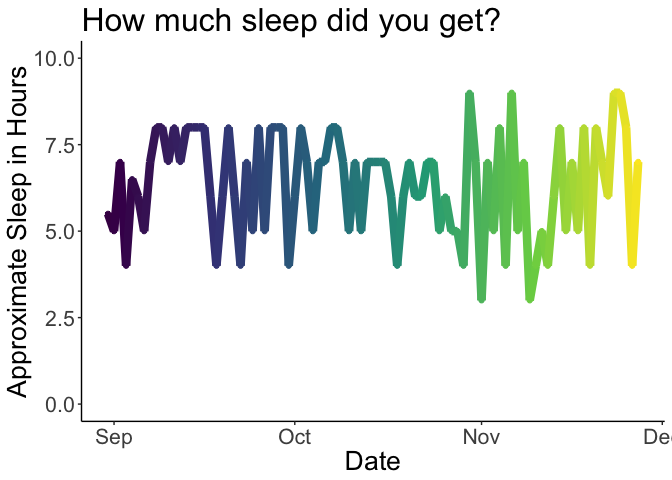 How much sleep did you get?
Approximate Sleep in Hours
10.0
7.5
5.0
2.5
0.0
Sep Oct Nov De
Date